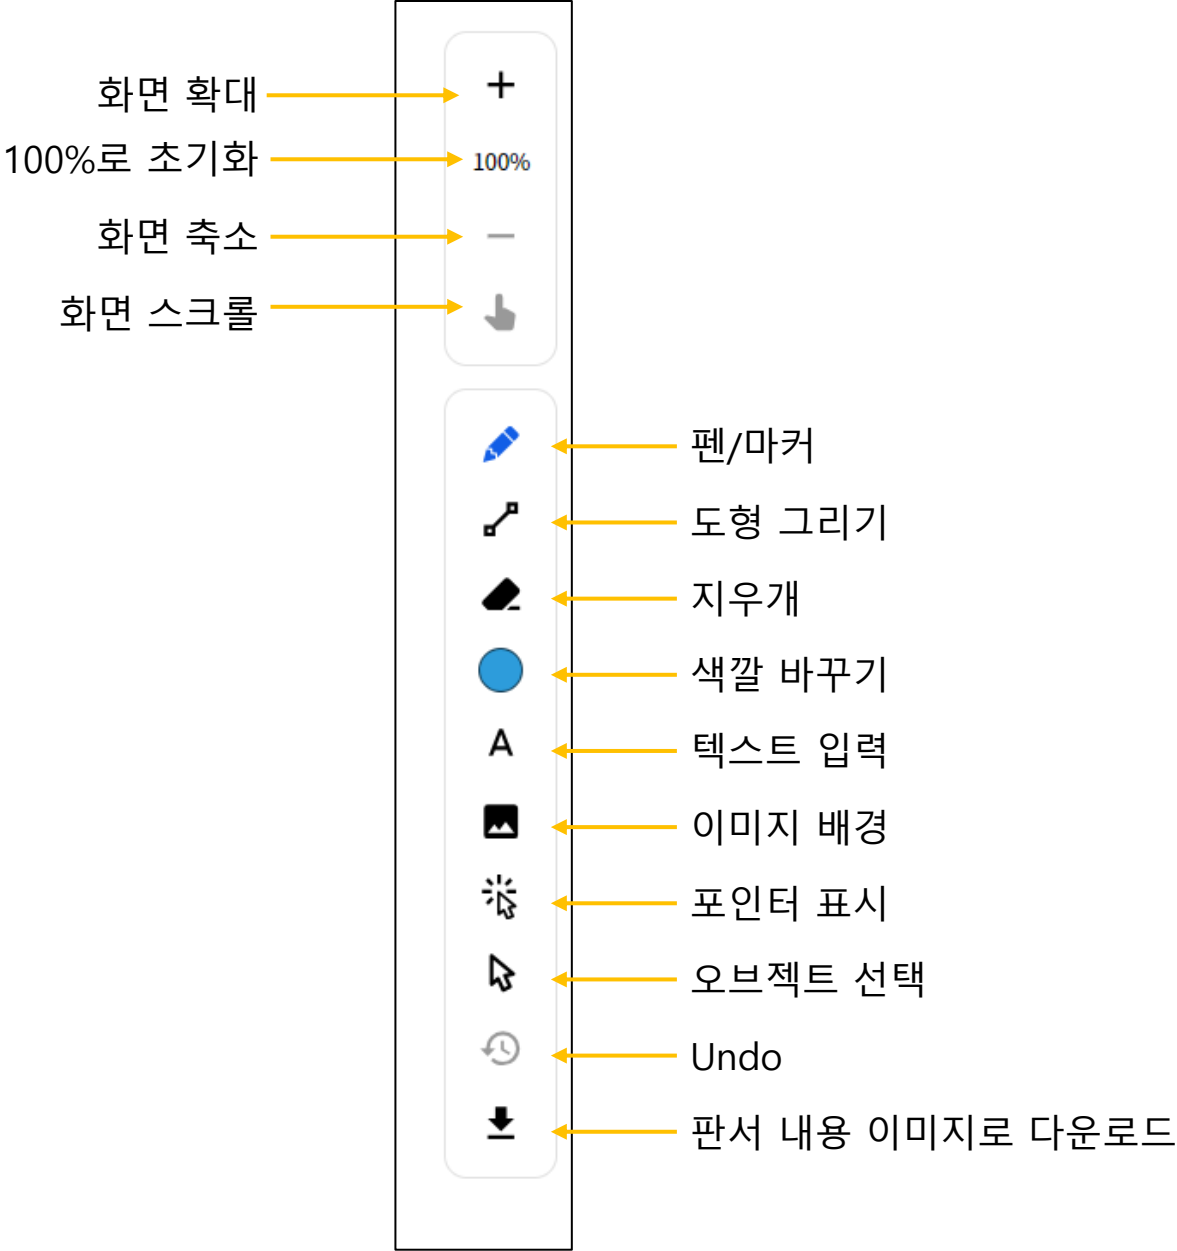 화면 확대
100%로 초기화
100%
화면 축소
화면 스크롤
펜/마커
도형 그리기
지우개
색깔 바꾸기
A
텍스트 입력
이미지 배경
포인터 표시
오브젝트 선택
Undo
판서 내용 이미지로 다운로드